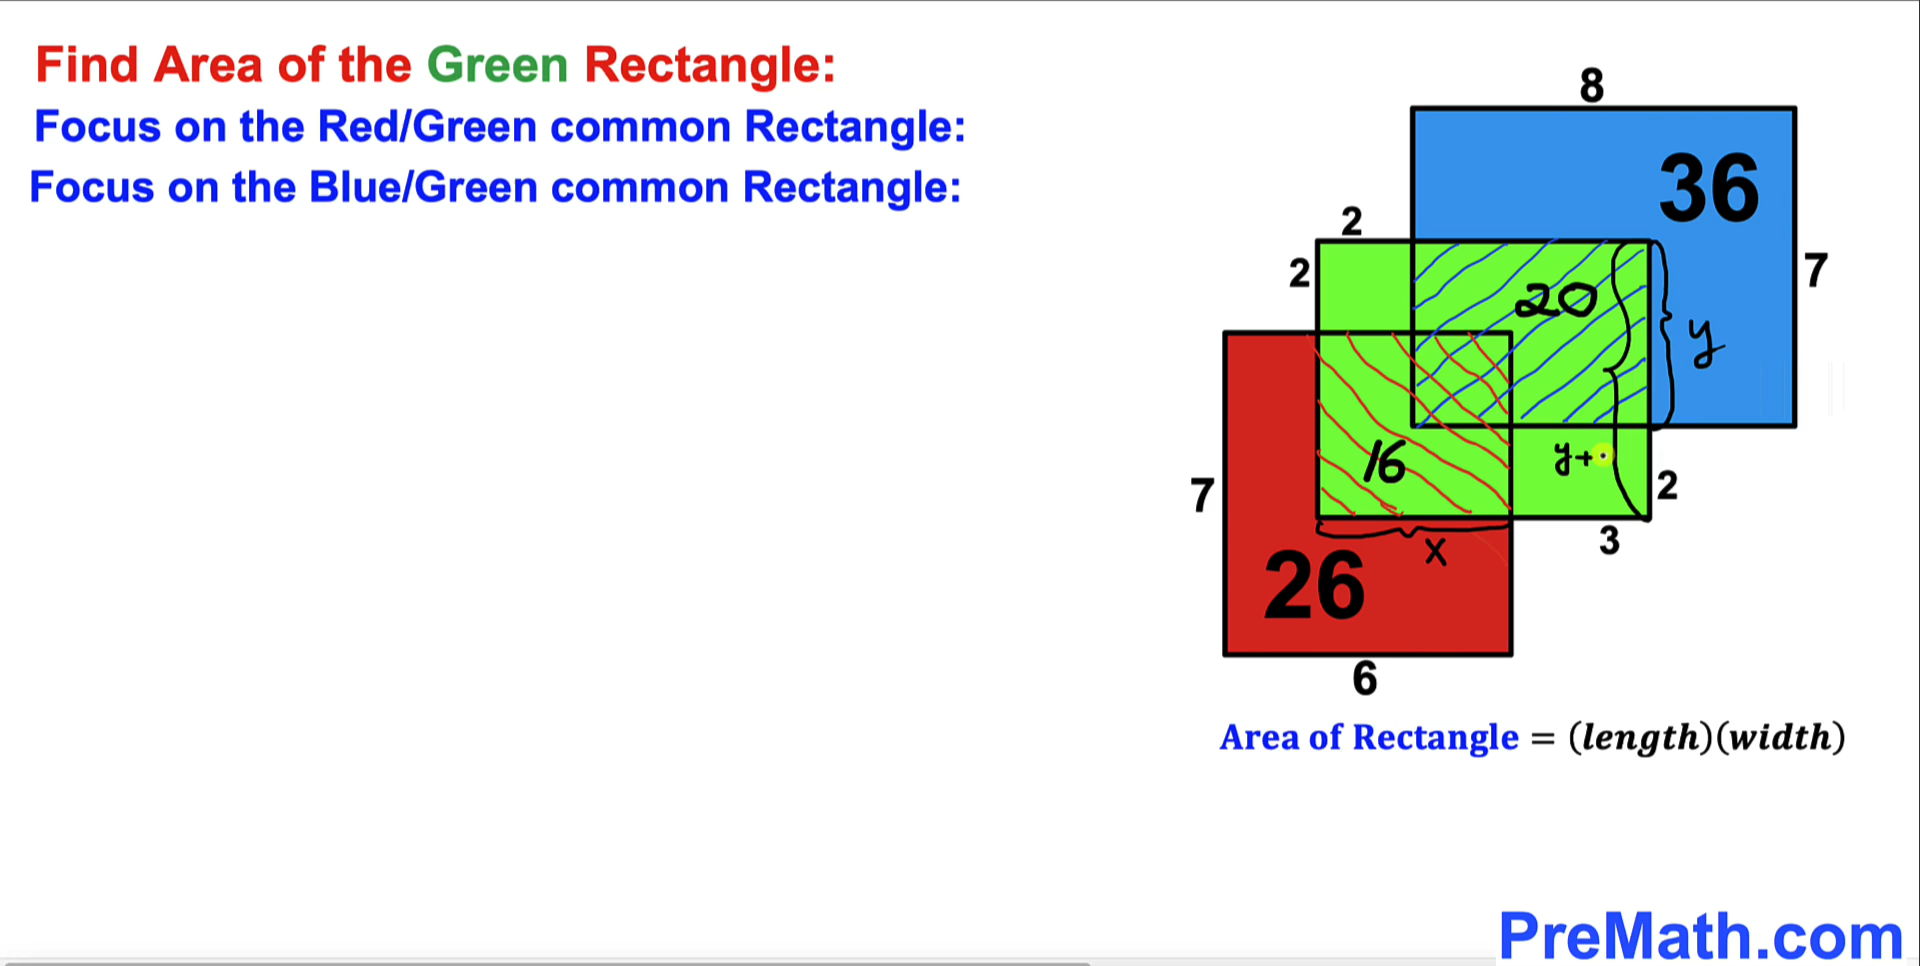 Find Area of the Green Rectangle:
Focus on the Red/Green common Rectangle:
Focus on the Blue/Green common Rectangle:
8
36
2
2
7
20
y
16
y+
7
2
3
x
26
6
Area of Rectangle = (length)(width)
PreMath.com